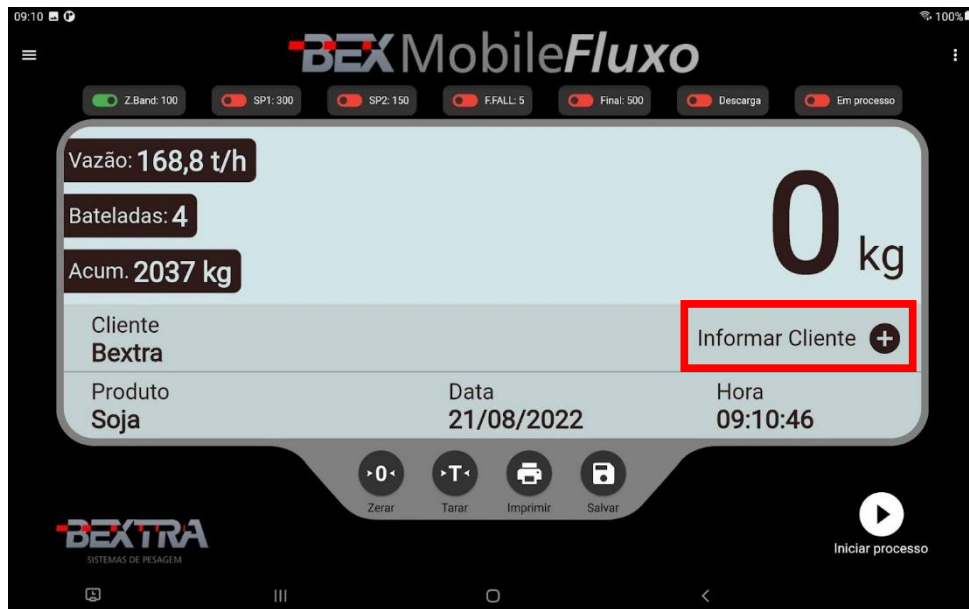 09:10
100%
BEX MobileFluxo
Z.Band: 100
SP1: 300
SP2: 150
F.FALL: 5
Final: 500
Descarga
Em processo
Vazão: 168,8 t/h
Bateladas: 4
Acum. 2037 kg
0 kg
Cliente
Bextra
Informar Cliente
Produto
Soja
Data
21/08/2022
Hora
09:10:46
0
T
Zerar
Tarar
Imprimir
Salvar
BEXTRA
SISTEMAS DE PESAGEM
Iniciar processo